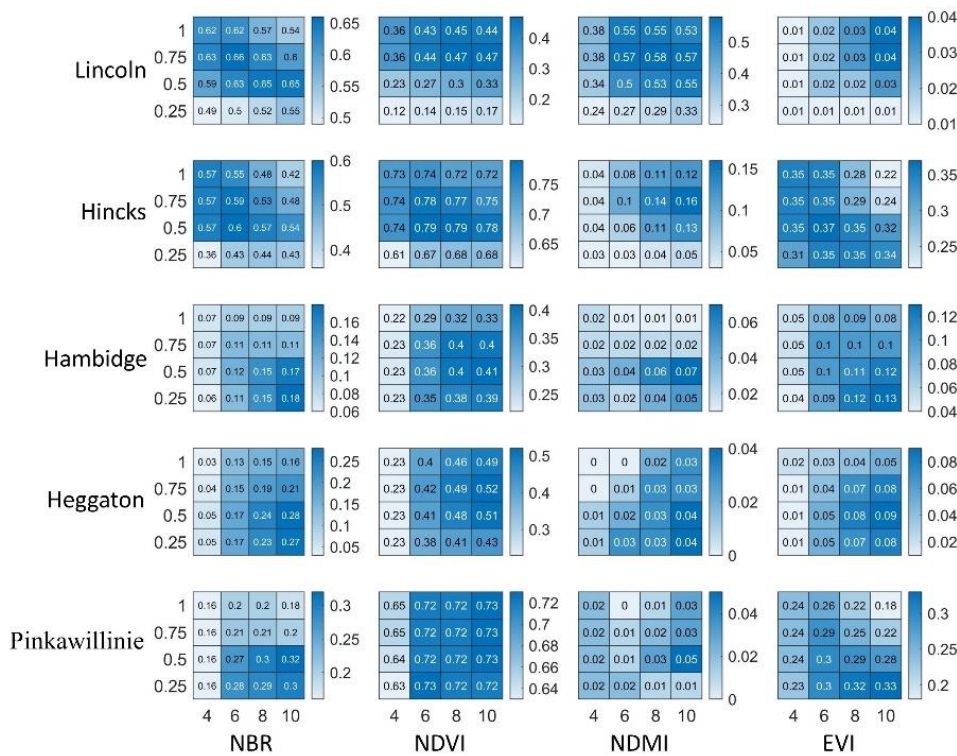 1 0.62 0.62 0.57 0.54 0.65 0.36 0.43 0.45 0.44 0.4 0.38 0.55 0.55 0.53 0.5 0.01 0.02 0.03 0.04 0.04
Lincoln 0.75 0.63 0.66 0.63 0.6 0.6 0.36 0.44 0.47 0.47 0.3 0.38 0.57 0.58 0.57 0.4 0.01 0.02 0.03 0.04 0.03
0.5 0.59 0.63 0.65 0.65 0.55 0.23 0.27 0.3 0.33 0.2 0.34 0.5 0.53 0.55 0.3 0.01 0.02 0.02 0.03 0.02
0.25 0.49 0.5 0.52 0.55 0.5 0.12 0.14 0.15 0.17 0.24 0.27 0.29 0.33 0.01 0.01 0.01 0.01 0.01
1 0.57 0.55 0.48 0.42 0.6 0.73 0.74 0.72 0.72 0.75 0.04 0.08 0.11 0.12 0.15 0.35 0.35 0.28 0.22 0.35
Hincks 0.75 0.57 0.59 0.53 0.48 0.5 0.74 0.78 0.77 0.75 0.7 0.04 0.1 0.14 0.16 0.1 0.35 0.35 0.29 0.24 0.3
0.5 0.57 0.6 0.57 0.54 0.4 0.74 0.79 0.79 0.78 0.65 0.04 0.06 0.11 0.13 0.05 0.35 0.37 0.35 0.32 0.25
0.25 0.36 0.43 0.44 0.43 0.61 0.67 0.68 0.68 0.03 0.03 0.04 0.05 0.31 0.35 0.35 0.34
1 0.07 0.09 0.09 0.09 0.16 0.22 0.29 0.32 0.33 0.4 0.02 0.01 0.01 0.01 0.06 0.05 0.08 0.09 0.08 0.12
Hambidge 0.75 0.07 0.11 0.11 0.11 0.14 0.12 0.23 0.36 0.4 0.4 0.35 0.02 0.02 0.02 0.02 0.04 0.05 0.1 0.1 0.1 0.1 0.08
0.5 0.07 0.12 0.15 0.17 0.1 0.08 0.23 0.36 0.4 0.41 0.3 0.03 0.04 0.06 0.07 0.02 0.05 0.1 0.11 0.12 0.06
0.25 0.06 0.11 0.15 0.18 0.06 0.23 0.35 0.38 0.39 0.25 0.03 0.02 0.04 0.05 0.04 0.09 0.12 0.13 0.04
1 0.03 0.13 0.15 0.16 0.25 0.23 0.4 0.46 0.49 0.5 0 0 0.02 0.03 0.04 0.02 0.03 0.04 0.05 0.08
Heggaton 0.75 0.04 0.15 0.19 0.21 0.2 0.23 0.42 0.49 0.52 0.4 0 0.01 0.03 0.03 0.02 0.01 0.04 0.07 0.08 0.06
0.5 0.05 0.17 0.24 0.28 0.15 0.1 0.23 0.41 0.48 0.51 0.3 0.01 0.02 0.03 0.04 0.01 0.05 0.08 0.09 0.04
0.25 0.05 0.17 0.23 0.27 0.05 0.23 0.38 0.41 0.43 0.01 0.03 0.03 0.04 0 0.01 0.05 0.07 0.08 0.02
1 0.16 0.2 0.2 0.18 0.3 0.65 0.72 0.72 0.73 0.72 0.02 0 0.01 0.03 0.04 0.24 0.26 0.22 0.18 0.3
Pinkawillinie 0.75 0.16 0.21 0.21 0.2 0.25 0.65 0.72 0.72 0.73 0.7 0.68 0.02 0.01 0.02 0.03 0.02 0.24 0.29 0.25 0.22 0.25
0.5 0.16 0.27 0.3 0.32 0.2 0.64 0.72 0.72 0.73 0.66 0.02 0.01 0.03 0.05 0.24 0.3 0.29 0.28
0.25 0.16 0.28 0.29 0.3 0.63 0.73 0.72 0.72 0.64 0.02 0.02 0.01 0.01 0 0.23 0.3 0.32 0.33 0.2
4 6 8 10 4 6 8 10 4 6 8 10 4 6 8 10
NBR NDVI NDMI EVI